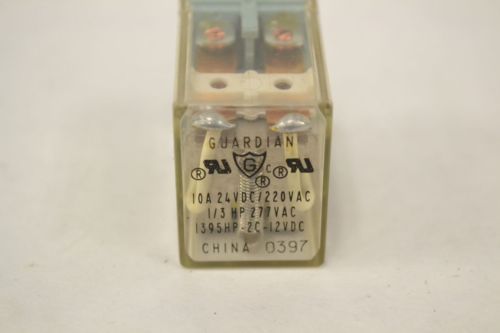 GUARDIAN
® G C ® ®
10A 24VDC/220VAC
1/3 HP 277VAC
1395HP-2C-12VDC
CHINA 0397